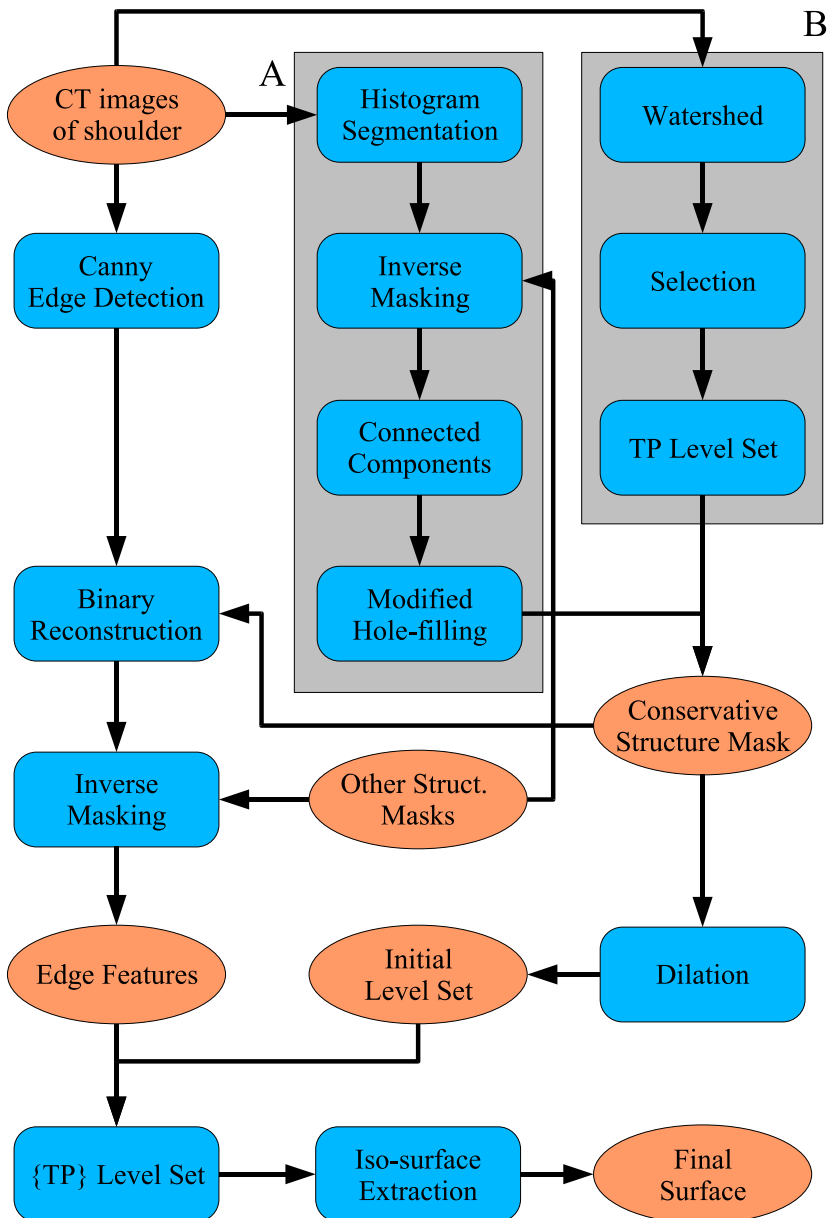 B
A
CT images
of shoulder
Histogram
Segmentation
Watershed
Canny
Edge Detection
Inverse
Masking
Selection
Connected
Components
TP Level Set
Binary
Reconstruction
Modified
Hole-filling
Conservative
Structure Mask
Inverse
Masking
Other Struct.
Masks
Edge Features
Initial
Level Set
Dilation
{TP} Level Set
Iso-surface
Extraction
Final
Surface